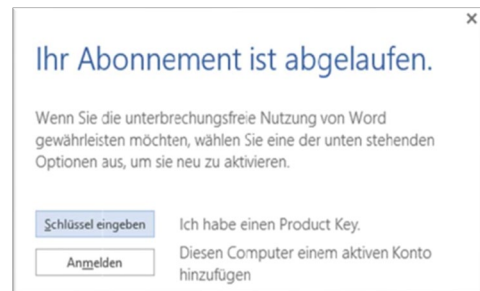 Ihr Abonnement ist abgelaufen.
Wenn Sie die unterbrechungsfreie Nutzung von Word
gewährleisten möchten, wählen Sie eine der unten stehenden
Optionen aus, um sie neu zu aktivieren.
Schlüssel eingeben Ich habe einen Product Key.
Anmelden Diesen Computer einem aktiven Konto
hinzufügen